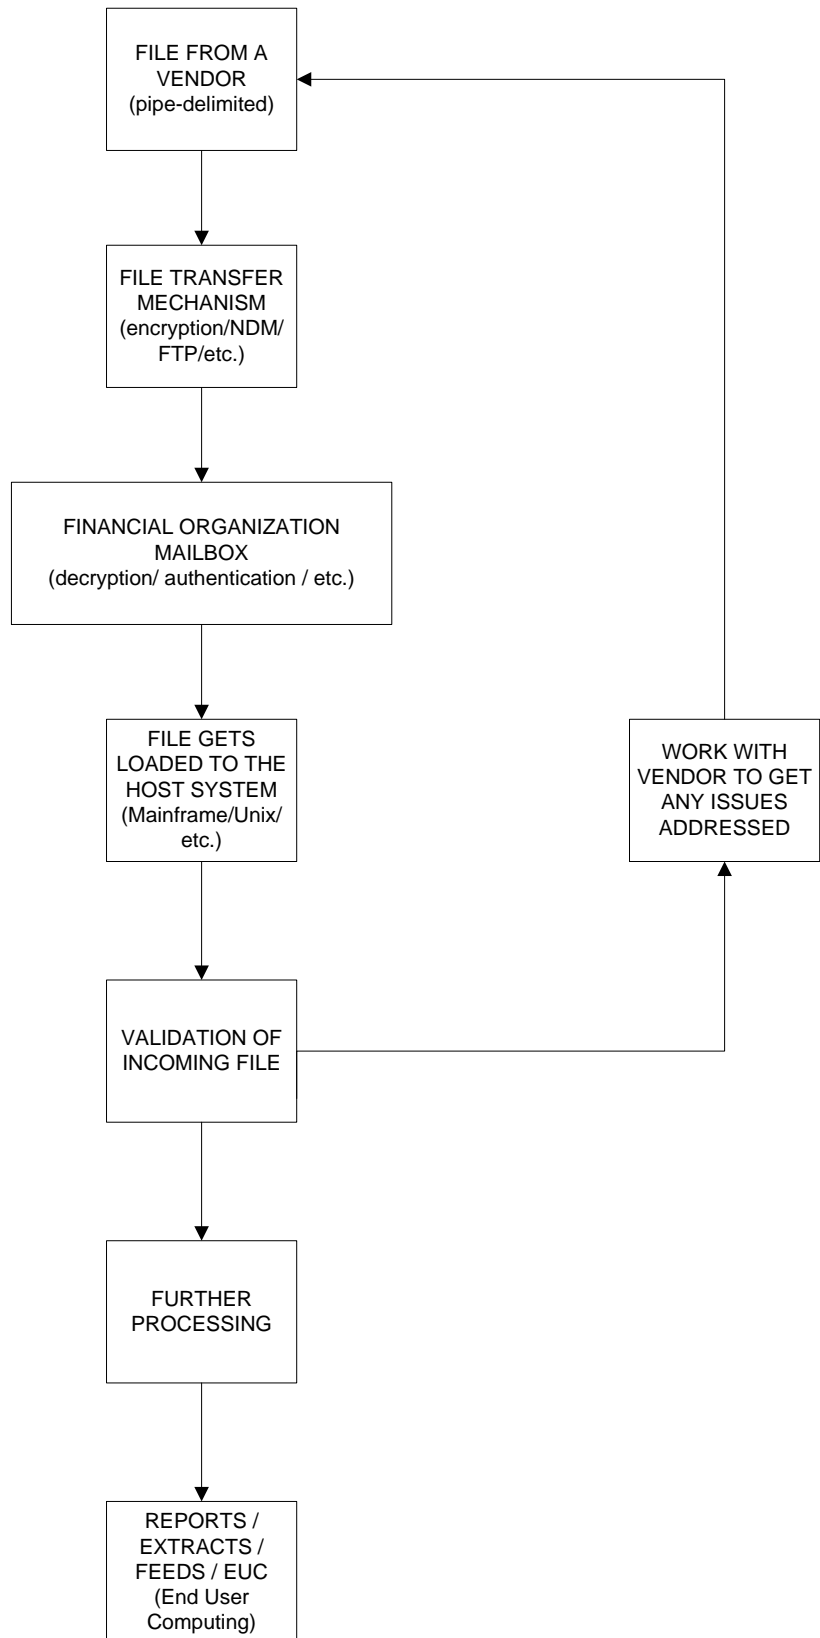 FILE FROM A
VENDOR
(pipe-delimited)
FILE TRANSFER
MECHANISM
(encryption/NDM/
FTP/etc.)
FINANCIAL ORGANIZATION
MAILBOX
(decryption/ authentication / etc.)
FILE GETS
LOADED TO THE
HOST SYSTEM
(Mainframe/Unix/
etc.)
WORK WITH
VENDOR TO GET
ANY ISSUES
ADDRESSED
VALIDATION OF
INCOMING FILE
FURTHER
PROCESSING
REPORTS /
EXTRACTS /
FEEDS / EUC
(End User
Computing)